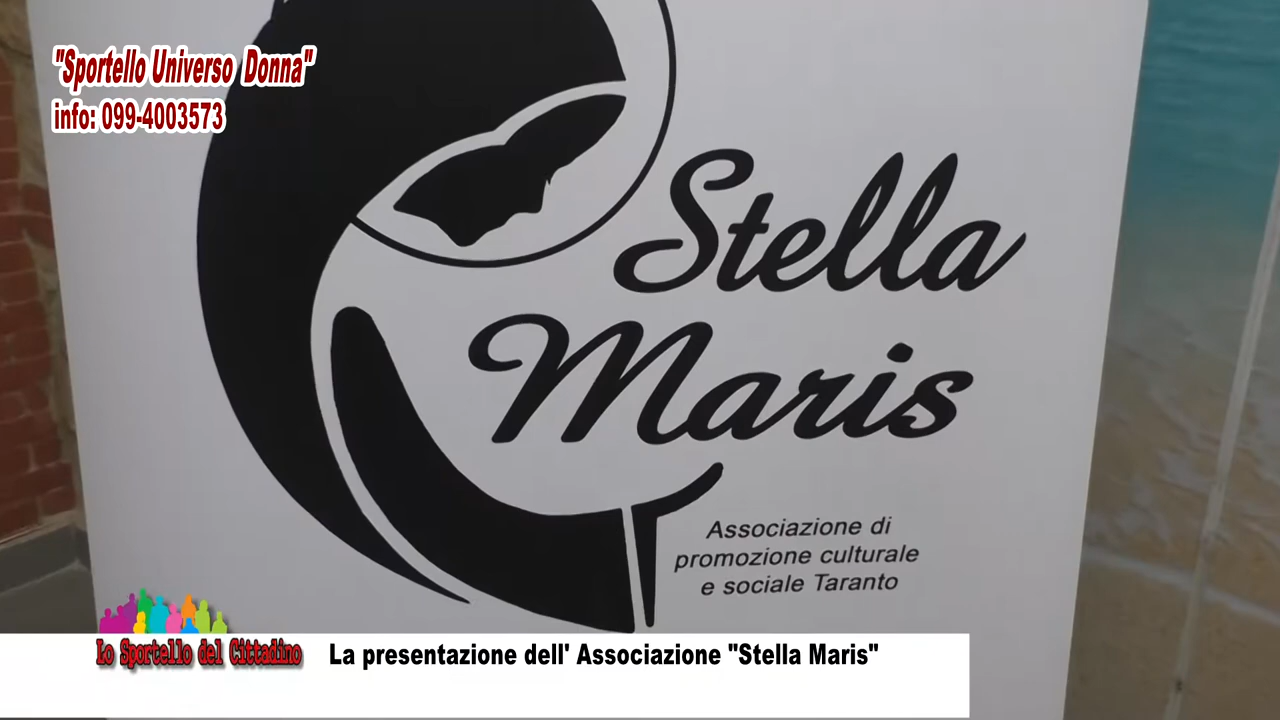 "Sportello Universo Donna"
info: 099-4003573
Stella
Maris
Associazione di
promozione culturale
e sociale Taranto
Lo Sportello del Cittadino
La presentazione dell' Associazione "Stella Maris"